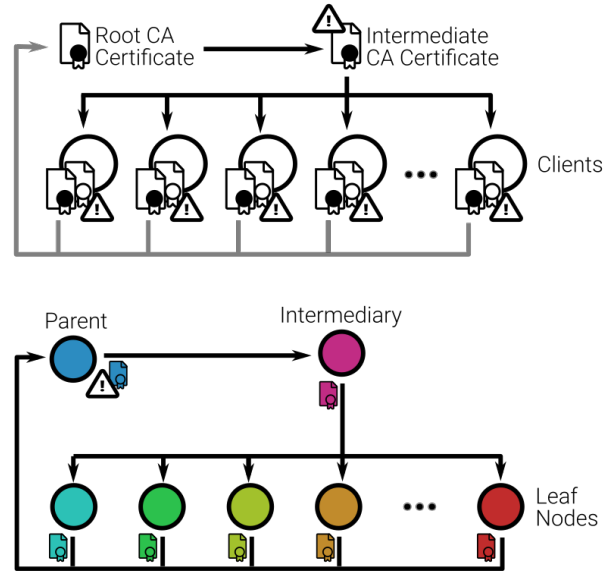 Root CA
Certificate
Intermediate
CA Certificate
Clients
Parent
Intermediary
Leaf
Nodes